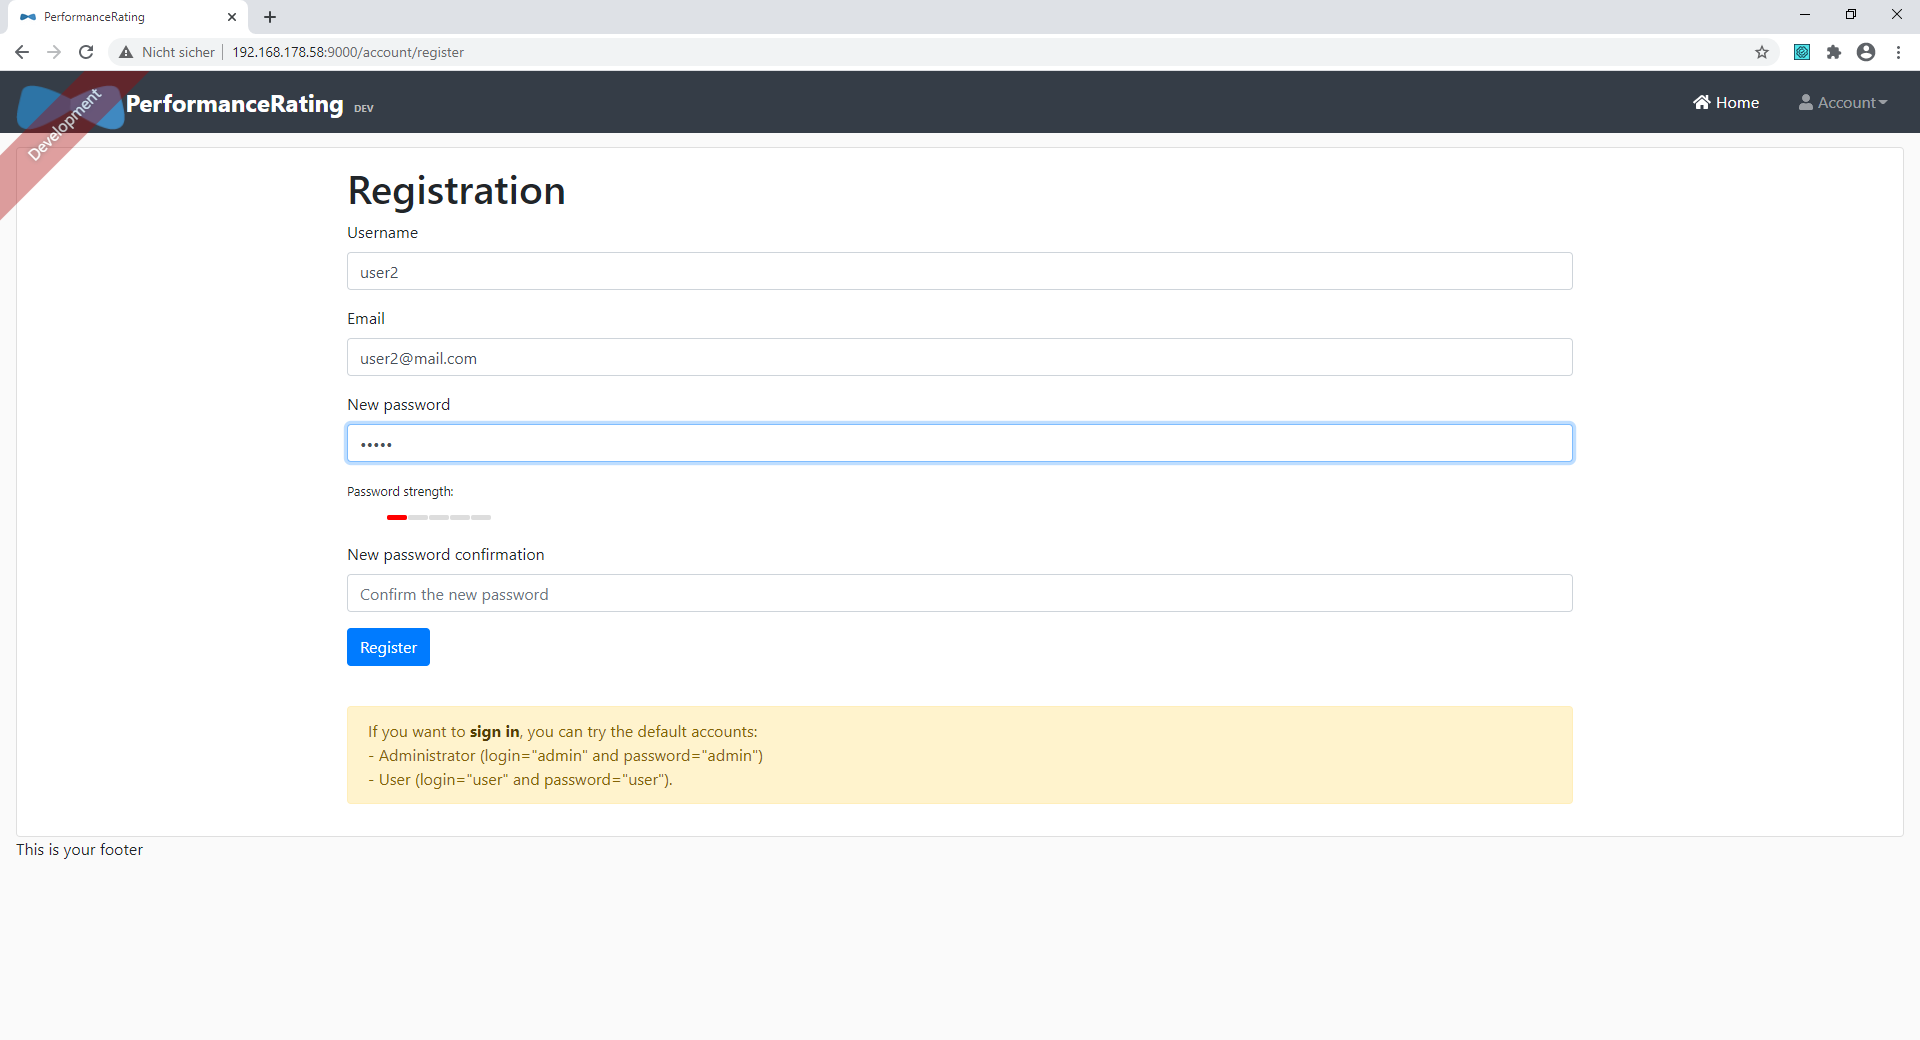 PerformanceRating
Nicht sicher
192.168.178.58:9000/account/register
Development
PerformanceRating DEV
Home
Account
Registration
Username
user2
Email
user2@mail.com
New password
•••••
Password strength:
New password confirmation
Confirm the new password
Register
If you want to sign in, you can try the default accounts:
- Administrator (login="admin" and password="admin")
- User (login="user" and password="user").
This is your footer